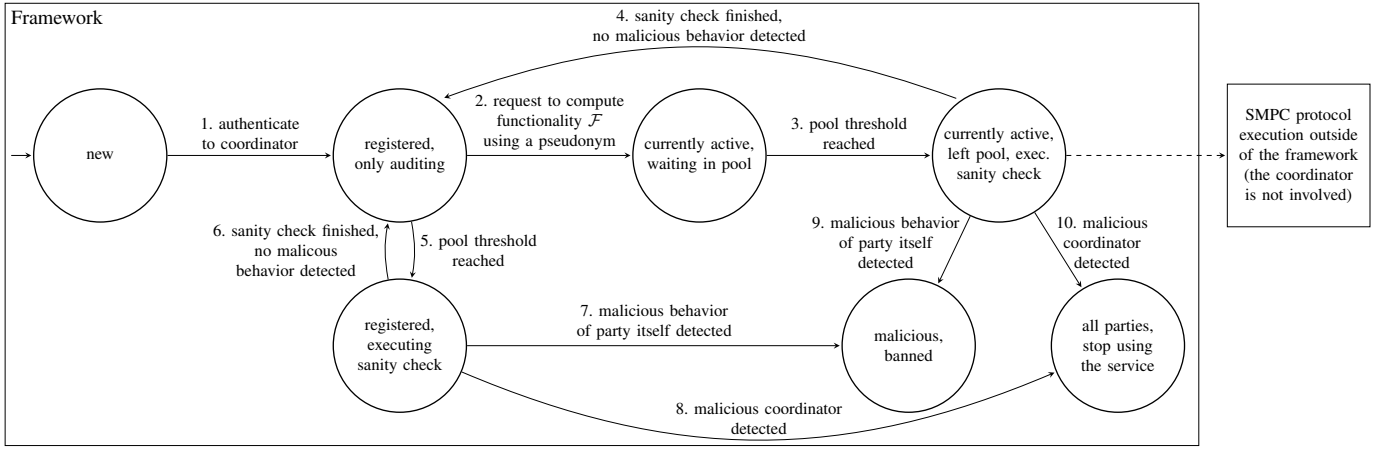 Framework
4. sanity check finished,
no malicious behavior detected
new
1. authenticate
to coordinator
registered,
only auditing
2. request to compute
functionality ℱ
using a pseudonym
currently active,
waiting in pool
3. pool threshold
reached
currently active,
left pool, exec.
sanity check
SMPC protocol
execution outside
of the framework
(the coordinator
is not involved)
6. sanity check finished,
no malicous
behavior detected
5. pool threshold
reached
9. malicious behavior
of party itself
detected
10. malicious
coordinator
detected
registered,
executing
sanity check
7. malicious behavior
of party itself detected
malicious,
banned
all parties,
stop using
the service
8. malicious coordinator
detected